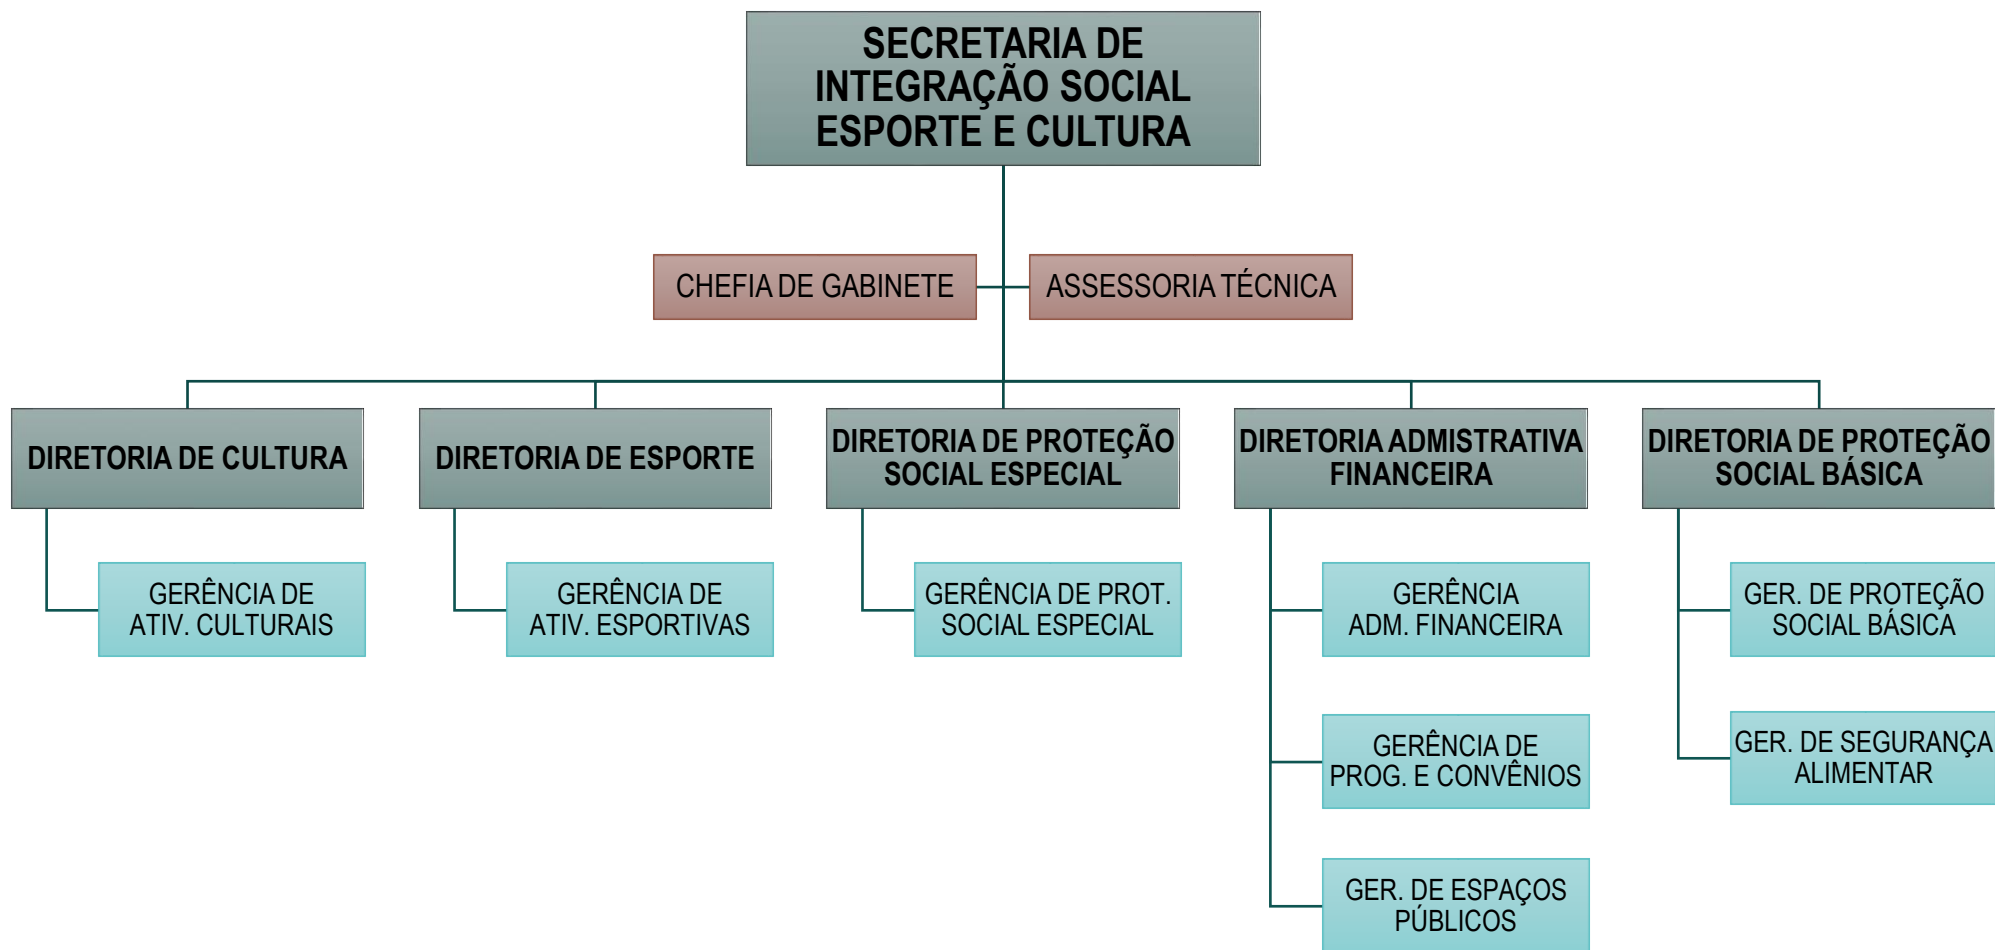 SECRETARIA DE
INTEGRAÇÃO SOCIAL
ESPORTE E CULTURA
CHEFIA DE GABINETE
ASSESSORIA TÉCNICA
DIRETORIA DE CULTURA
DIRETORIA DE ESPORTE
DIRETORIA DE PROTEÇÃO
SOCIAL ESPECIAL
DIRETORIA ADMISTRATIVA
FINANCEIRA
DIRETORIA DE PROTEÇÃO
SOCIAL BÁSICA
GERÊNCIA DE
ATIV. CULTURAIS
GERÊNCIA DE
ATIV. ESPORTIVAS
GERÊNCIA DE PROT.
SOCIAL ESPECIAL
GERÊNCIA
ADM. FINANCEIRA
GER. DE PROTEÇÃO
SOCIAL BÁSICA
GERÊNCIA DE
PROG. E CONVÊNIOS
GER. DE SEGURANÇA
ALIMENTAR
GER. DE ESPAÇOS
PÚBLICOS